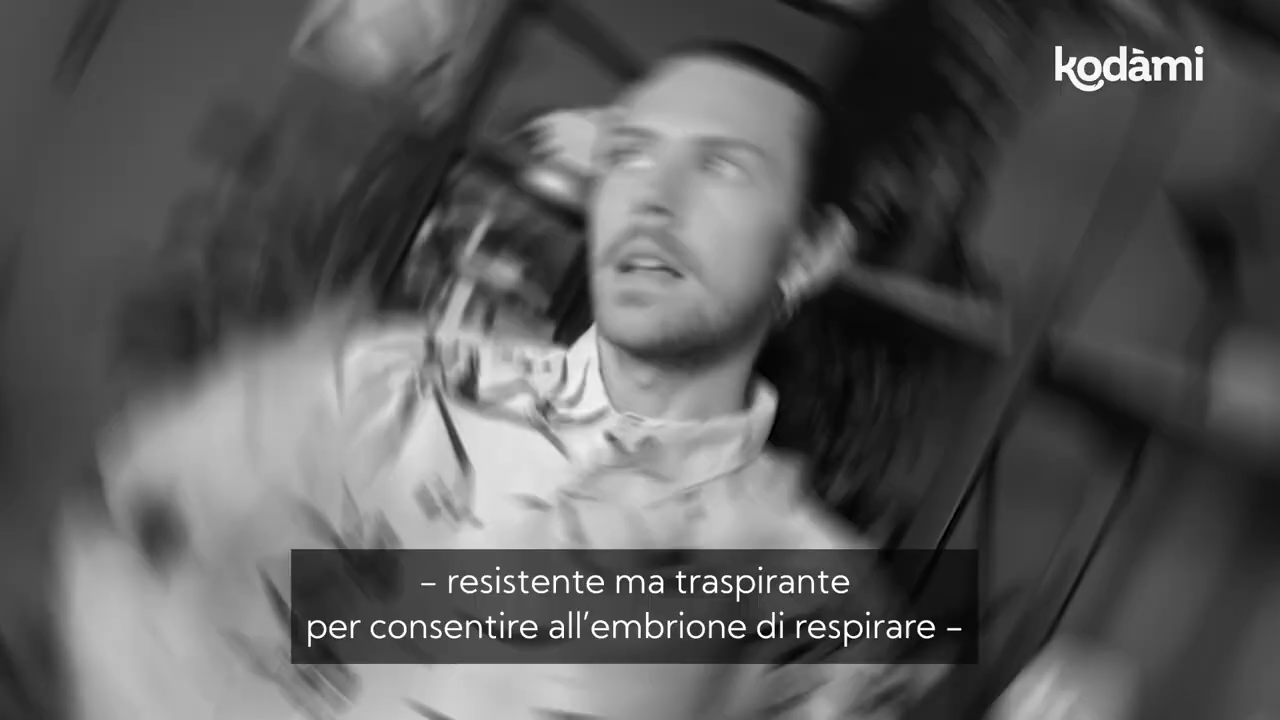 kodàmi
– resistente ma traspirante
per consentire all’embrione di respirare –